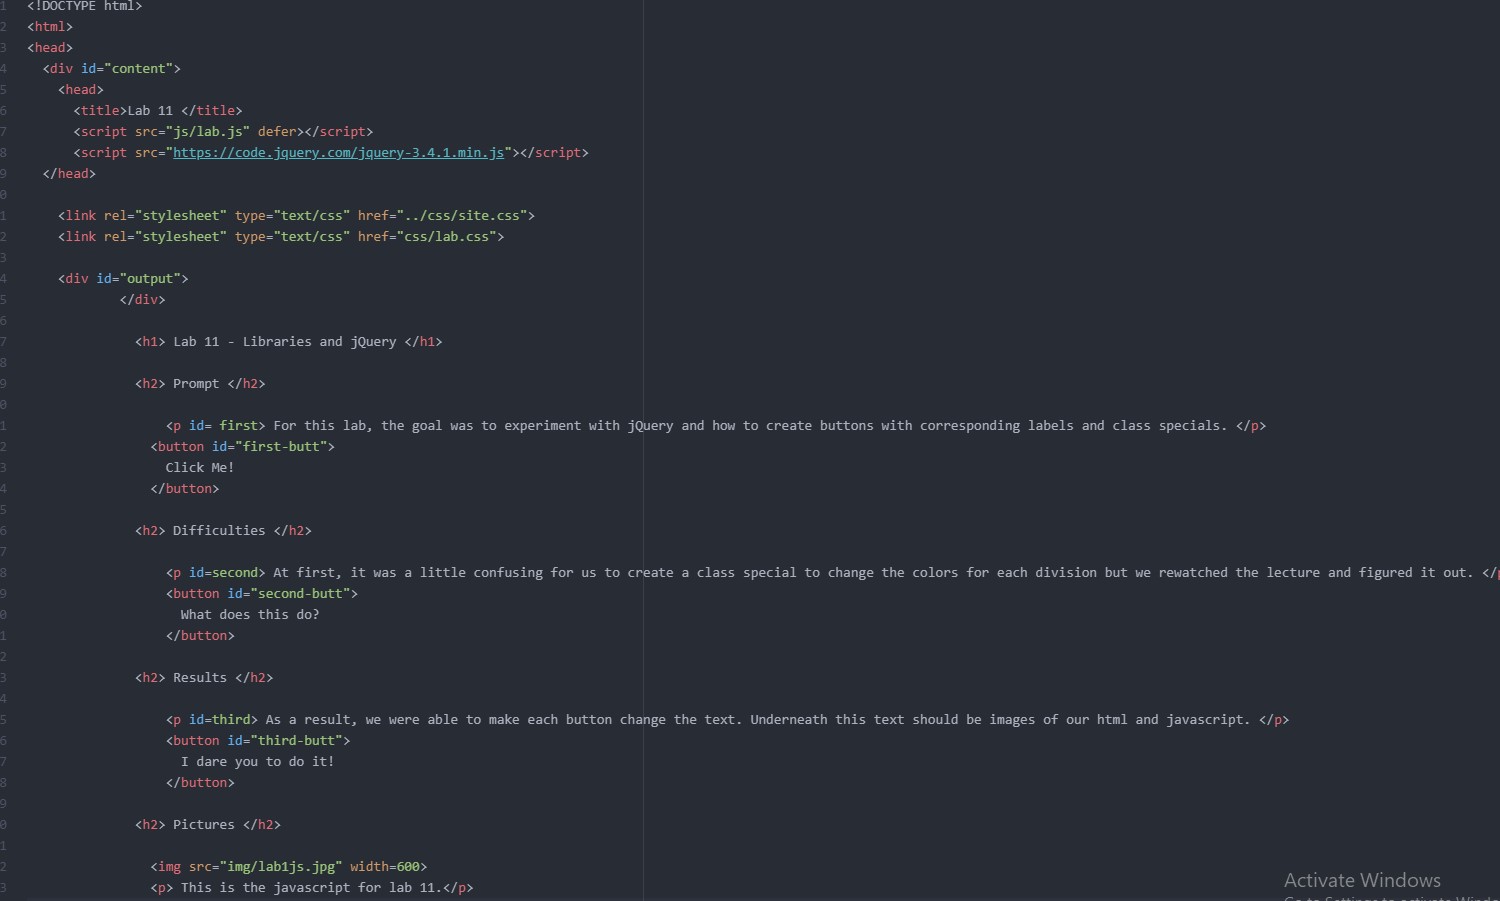 1 <!DOCTYPE html>
2 <html>
3 <head>
4 <div id="content">
5 <head>
6 <title>Lab 11 </title>
7 <script src="js/lab.js" defer></script>
8 <script src="https://code.jquery.com/jquery-3.4.1.min.js"></script>
9 </head>
0
1 <link rel="stylesheet" type="text/css" href="../css/site.css">
2 <link rel="stylesheet" type="text/css" href="css/lab.css">
3
4 <div id="output">
5 </div>
6
7 <h1> Lab 11 - Libraries and jQuery </h1>
8
9 <h2> Prompt </h2>
0
1 <p id= first> For this lab, the goal was to experiment with jQuery and how to create buttons with corresponding labels and class specials. </p>
2 <button id="first-butt">
3 Click Me!
4 </button>
5
6 <h2> Difficulties </h2>
7
8 <p id=second> At first, it was a little confusing for us to create a class special to change the colors for each division but we rewatched the lecture and figured it out. </p
9 <button id="second-butt">
0 What does this do?
1 </button>
2
3 <h2> Results </h2>
4
5 <p id=third> As a result, we were able to make each button change the text. Underneath this text should be images of our html and javascript. </p>
6 <button id="third-butt">
7 I dare you to do it!
8 </button>
9
0 <h2> Pictures </h2>
1
2 <img src="img/lab1js.jpg" width=600>
3 <p> This is the javascript for lab 11.</p>
Activate Windows